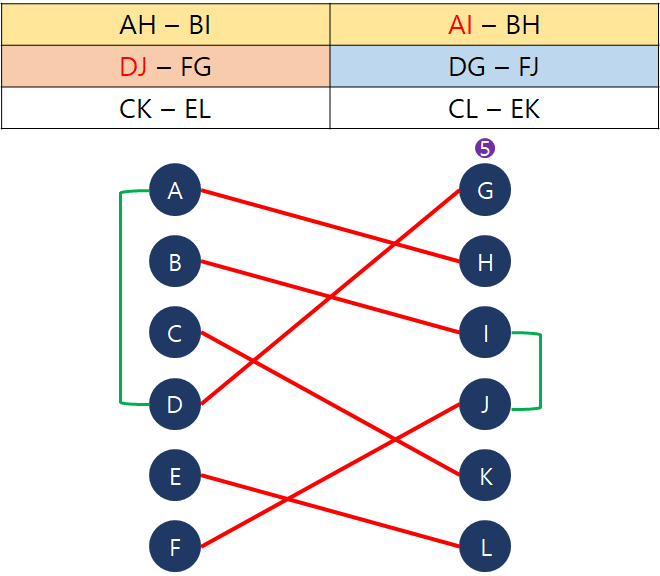 AH – BI AI – BH
DJ – FG DG – FJ
CK – EL CL – EK
5
A G
B H
C I
D J
E K
F L